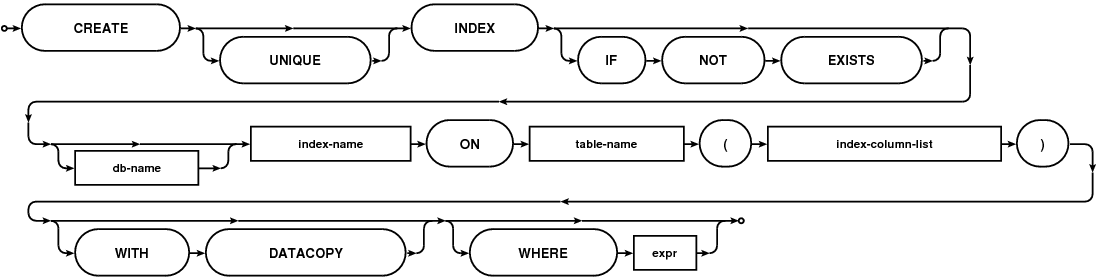 CREATE UNIQUE INDEX IF NOT EXISTS
db-name index-name ON table-name ( index-column-list )
WITH DATACOPY WHERE expr